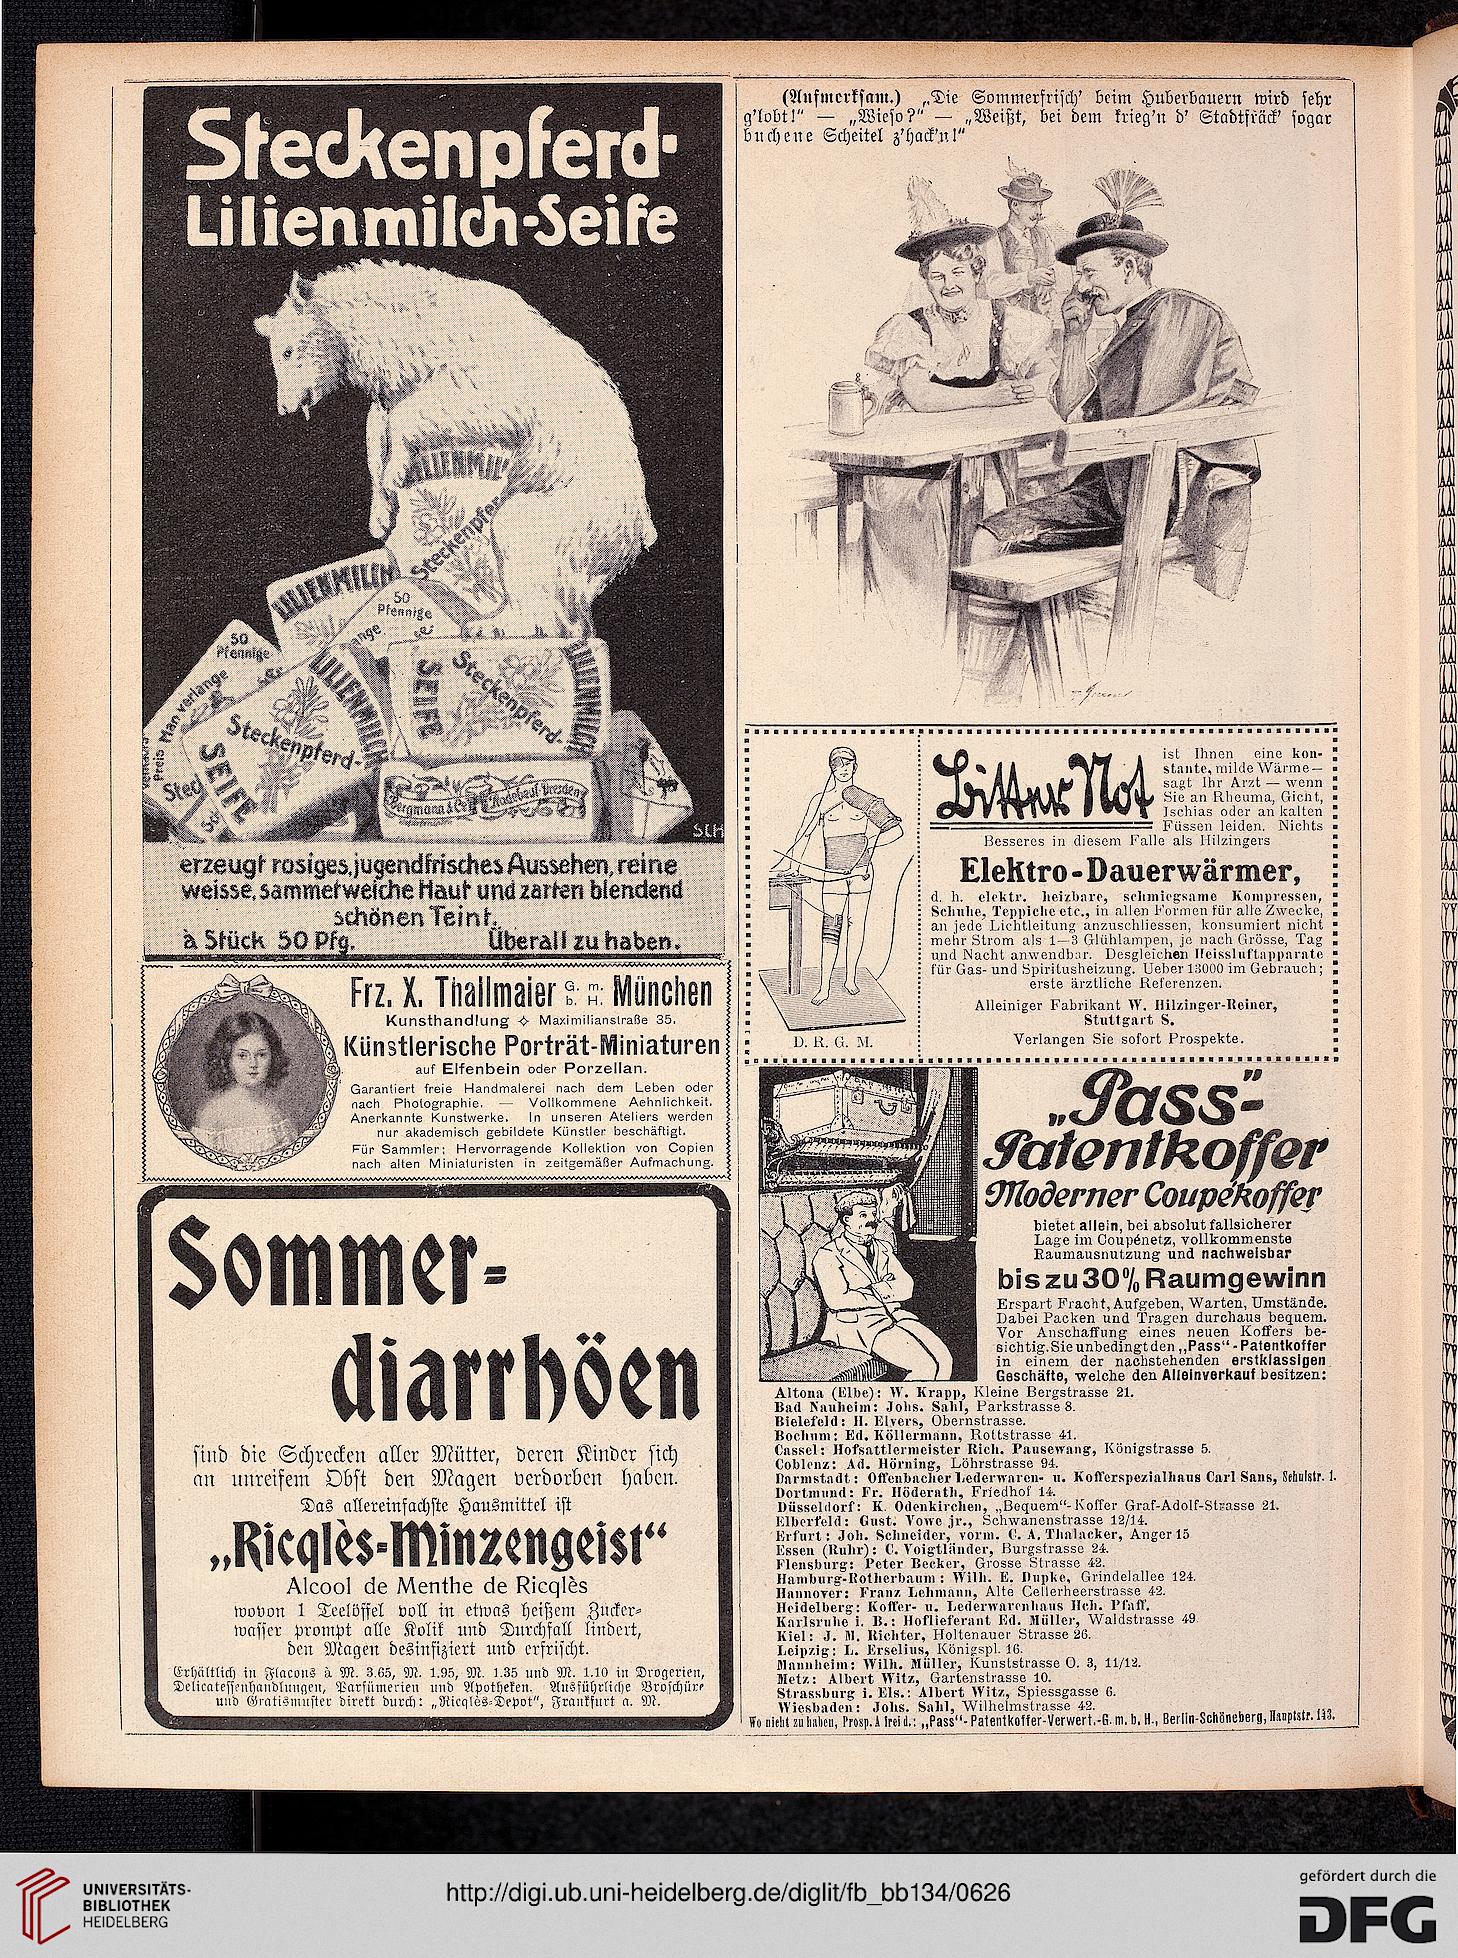 Steckenpferd-
Lilienmilch-Seife
LILIENMIL
Steckenpfer
LILIENMILCH
50
Pfennige
50
Pfennige
Man verlange
Preis
Steckenpferd-
LILIENMILCH
SEIFE
Steckenpferd-
LILIENMILCH
SEIFE
Bergmann & Co Radebeul Dresden
erzeugt rosiges, jugendfrisches Aussehen, reine
weisse, sammetweiche Haut und zarten blendend
schönen Teint.
à Stück 50 Pfg. Überall zu haben.
Frz. X. Thallmaier G. m. b. H. München
Kunsthandlung ✧ Maximilianstraße 35.
Künstlerische Porträt-Miniaturen
auf Elfenbein oder Porzellan.
Garantiert freie Handmalerei nach dem Leben oder
nach Photographie. — Vollkommene Aehnlichkeit.
Anerkannte Kunstwerke. In unseren Ateliers werden
nur akademisch gebildete Künstler beschäftigt.
Für Sammler: Hervorragende Kollektion von Copien
nach alten Miniaturisten in zeitgemäßer Aufmachung.
Sommer-
diarrhöen
sind die Schrecken aller Mütter, deren Kinder sich
an unreifem Obst den Magen verdorben haben.
Das allereinfachste Hausmittel ist
„Ricqlès-Minzengeist“
Alcool de Menthe de Ricqlès
wovon 1 Teelöffel voll in etwas heißem Zucker-
wasser prompt alle Kolik und Durchfall lindert,
den Magen desinfiziert und erfrischt.
Erhältlich in Flacons à M. 3.65, M. 1.95, M. 1.35 und M. 1.10 in Drogerien,
Delicatessenhandlungen, Parfümerien und Apotheken. Ausführliche Broschüre
und Gratismuster direkt durch: „Ricqlès-Depot“, Frankfurt a. M.
(Aufmerksam.) „Die Sommerfrisch' beim Huberbauern wird sehr
g'lobt!“ — „Wieso?“ — „Weißt, bei dem krieg'n d' Stadtfräck' sogar
buchene Scheitel z'hack'n!“
Bitter Not
ist Ihnen eine kon-
stante, milde Wärme —
sagt Ihr Arzt — wenn
Sie an Rheuma, Gicht,
Ischias oder an kalten
Füssen leiden. Nichts
Besseres in diesem Falle als Hilzingers
Elektro-Dauerwärmer,
d. h. elektr. heizbare, schmiegsame Kompressen,
Schuhe, Teppiche etc., in allen Formen für alle Zwecke,
an jede Lichtleitung anzuschliessen, konsumiert nicht
mehr Strom als 1—3 Glühlampen, je nach Grösse, Tag
und Nacht anwendbar. Desgleichen Heissluftapparate
für Gas- und Spiritusheizung. Ueber 13000 im Gebrauch;
erste ärztliche Referenzen.
Alleiniger Fabrikant W. Hilzinger-Reiner,
Stuttgart S.
Verlangen Sie sofort Prospekte.
D. R. G. M.
„Pass“-
Patentkoffer
Moderner Coupékoffer
bietet allein, bei absolut fallsicherer
Lage im Coupénetz, vollkommenste
Raumausnutzung und nachweisbar
bis zu 30% Raumgewinn
Erspart Fracht, Aufgeben, Warten, Umstände.
Dabei Packen und Tragen durchaus bequem.
Vor Anschaffung eines neuen Koffers be-
sichtig. Sie unbedingt den „Pass“-Patentkoffer
in einem der nachstehenden erstklassigen
Geschäfte, welche den Alleinverkauf besitzen:
Altona (Elbe): W. Krapp, Kleine Bergstrasse 21.
Bad Nauheim: Johs. Sahl, Parkstrasse 8.
Bielefeld: H. Elvers, Obernstrasse.
Bochum: Ed. Köllermann, Rottstrasse 41.
Cassel: Hofsattlermeister Rich. Pausewang, Königstrasse 5.
Coblenz: Ad. Hörning, Löhrstrasse 94.
Darmstadt: Offenbacher Lederwaren- u. Kofferspezialhaus Carl Sans, Schulstr. 1.
Dortmund: Fr. Höderath, Friedhof 14.
Düsseldorf: K. Odenkirchen, „Bequem“-Koffer Graf-Adolf-Strasse 21.
Elberfeld: Gust. Vowe jr., Schwanenstrasse 12/14.
Erfurt: Joh. Schneider, vorm. C. A. Thalacker, Anger 15
Essen (Ruhr): C. Voigtländer, Burgstrasse 24.
Flensburg: Peter Becker, Grosse Strasse 42.
Hamburg-Rotherbaum: Wilh. E. Dupke, Grindelallee 124.
Hannover: Franz Lehmann, Alte Cellerheerstrasse 42.
Heidelberg: Koffer- u. Lederwarenhaus Hch. Pfaff.
Karlsruhe i. B.: Hoflieferant Ed. Müller, Waldstrasse 49
Kiel: J. M. Richter, Holtenauer Strasse 26.
Leipzig: L. Erselius, Königspl. 16.
Mannheim: Wilh. Müller, Kunststrasse O. 3, 11/12.
Metz: Albert Witz, Gartenstrasse 10.
Strassburg i. Els.: Albert Witz, Spiessgasse 6.
Wiesbaden: Johs. Sahl, Wilhelmstrasse 42.
Wo nicht zu haben, Prosp. A frei d.: „Pass“-Patentkoffer-Verwert.-G. m. b. H., Berlin-Schöneberg, Hauptstr. 143.
UNIVERSITÄTS-
BIBLIOTHEK
HEIDELBERG
http://digi.ub.uni-heidelberg.de/diglit/fb_bb134/0626
gefördert durch die
DFG